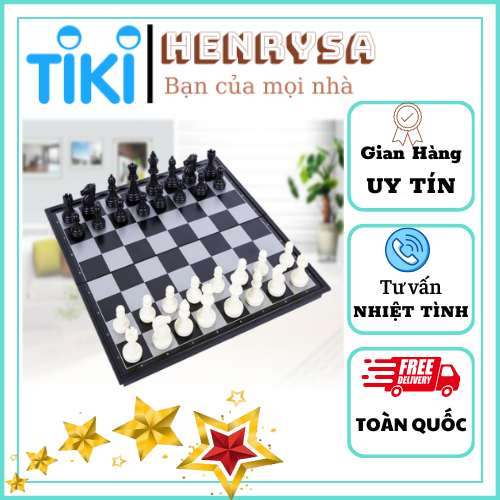 TiKi
HENRYSA
Bạn của mọi nhà
Gian Hàng
UY TÍN
Tư vấn
NHIỆT TÌNH
FREE
DELIVERY
TOÀN QUỐC